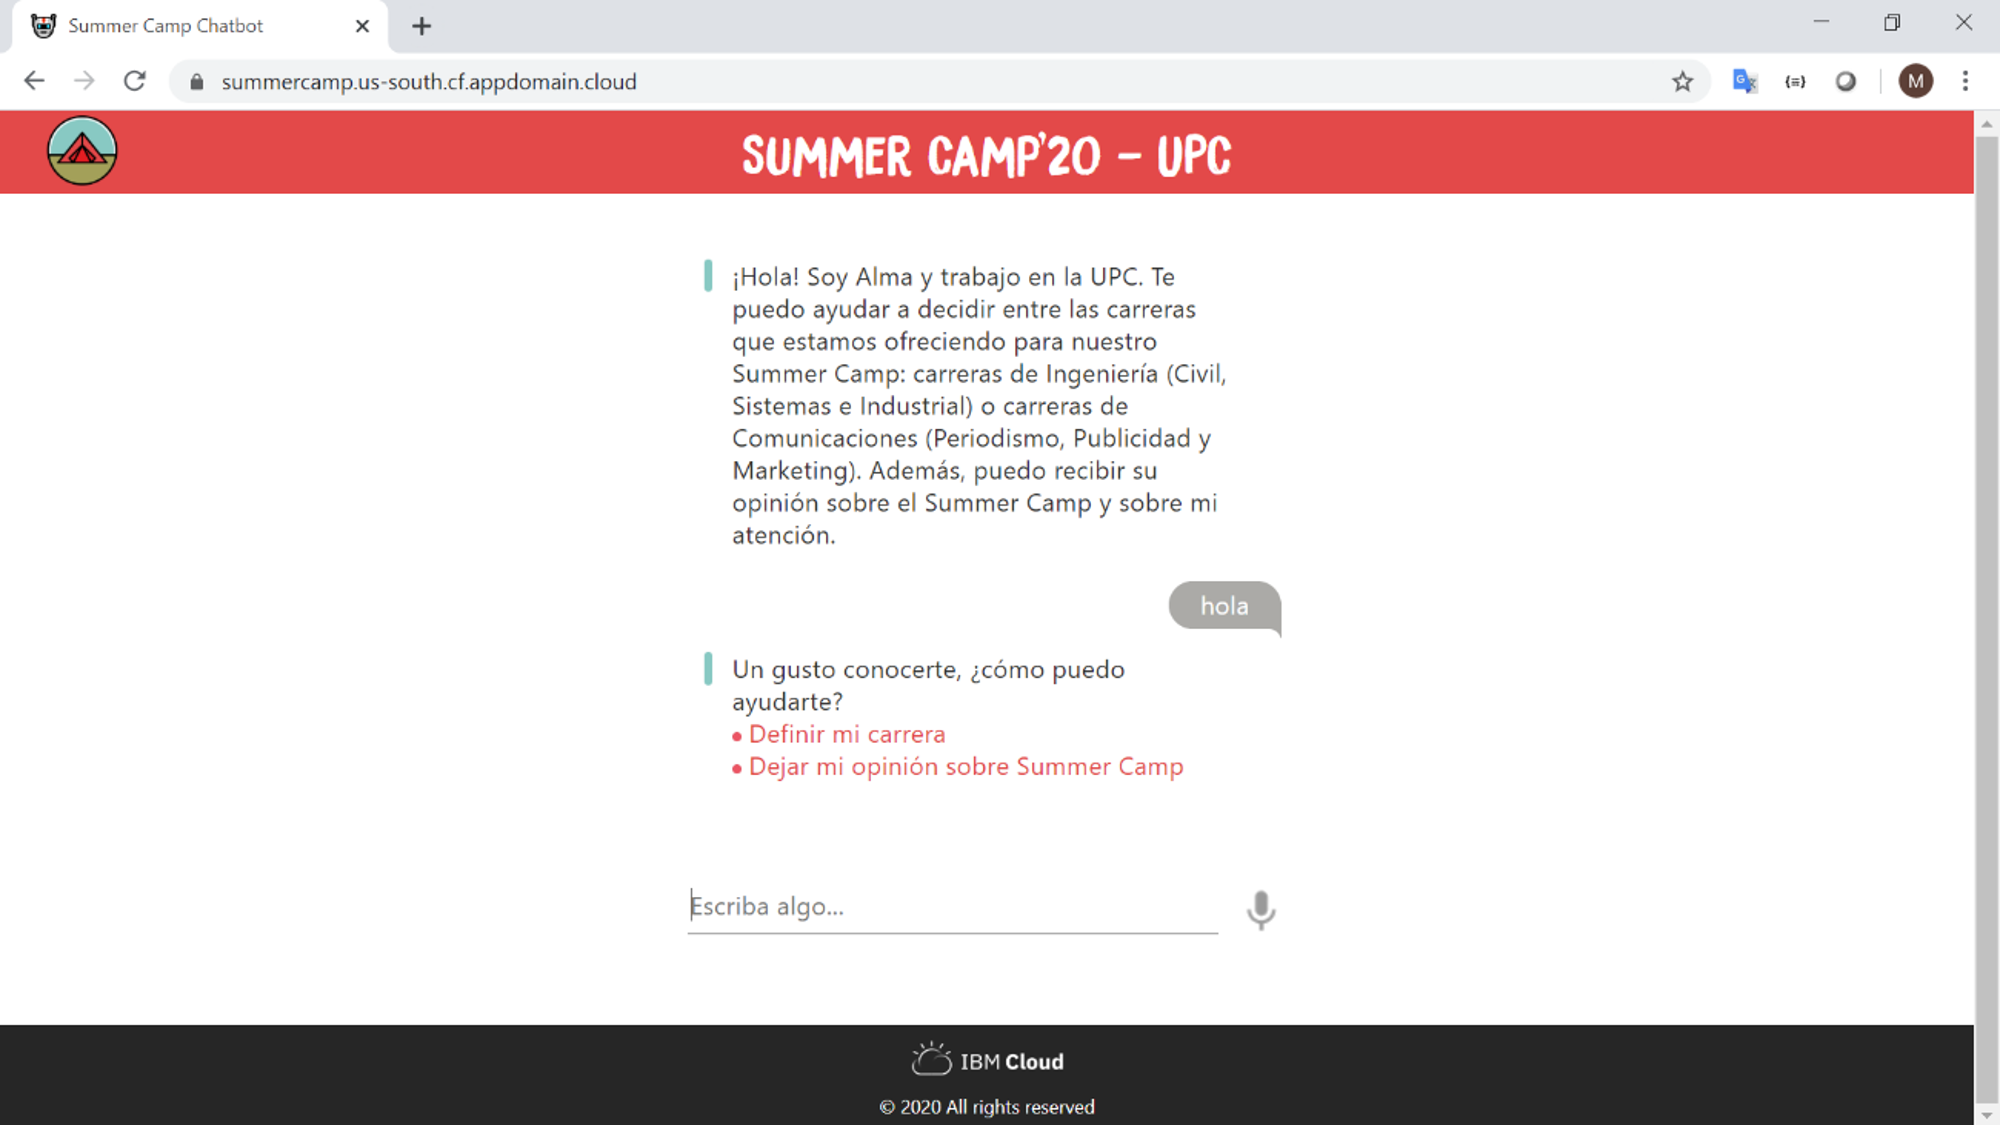 Summer Camp Chatbot
summercamp.us-south.cf.appdomain.cloud
M
SUMMER CAMP'20 - UPC
¡Hola! Soy Alma y trabajo en la UPC. Te
puedo ayudar a decidir entre las carreras
que estamos ofreciendo para nuestro
Summer Camp: carreras de Ingeniería (Civil,
Sistemas e Industrial) o carreras de
Comunicaciones (Periodismo, Publicidad y
Marketing). Además, puedo recibir su
opinión sobre el Summer Camp y sobre mi
atención.
hola
Un gusto conocerte, ¿cómo puedo
ayudarte?
• Definir mi carrera
• Dejar mi opinión sobre Summer Camp
Escriba algo...
IBM Cloud
© 2020 All rights reserved